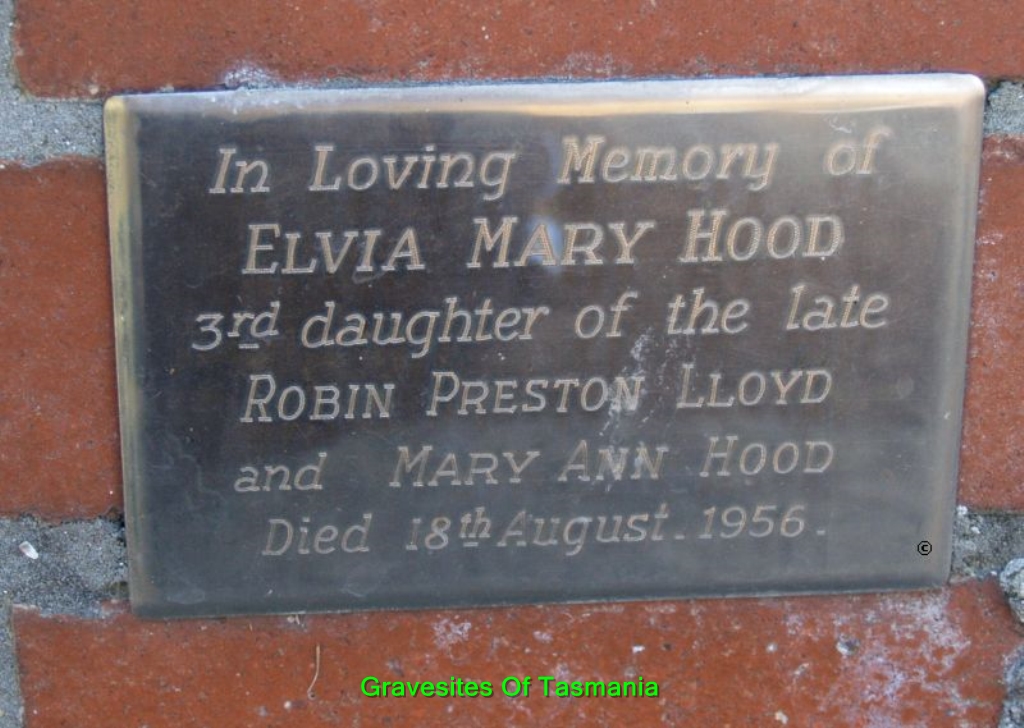 In Loving Memory of
ELVIA MARY HOOD
3rd daughter of the late
ROBIN PRESTON LLOYD
and MARY ANN HOOD
Died 18th August. 1956.
©
Gravesites Of Tasmania